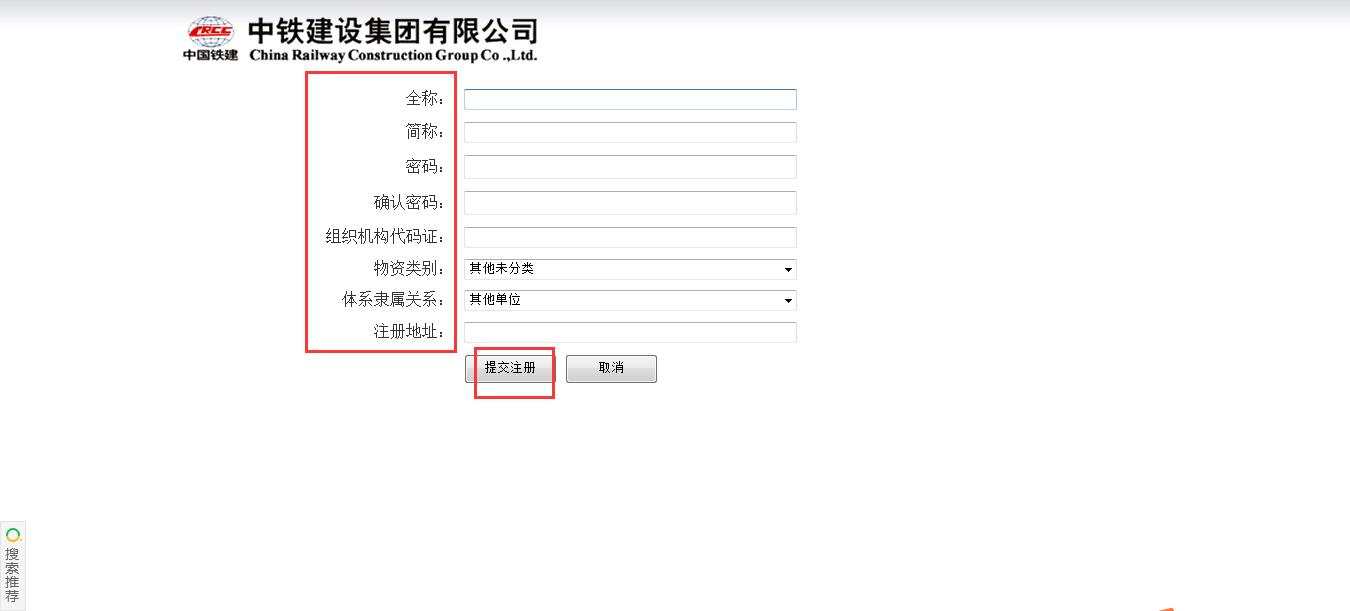 CRCC
中国铁建
中铁建设集团有限公司
China Railway Construction Group Co .,Ltd.
全称：
简称：
密码：
确认密码：
组织机构代码证：
物资类别： 其他未分类
体系隶属关系： 其他单位
注册地址：
提交注册 取消
搜索推荐